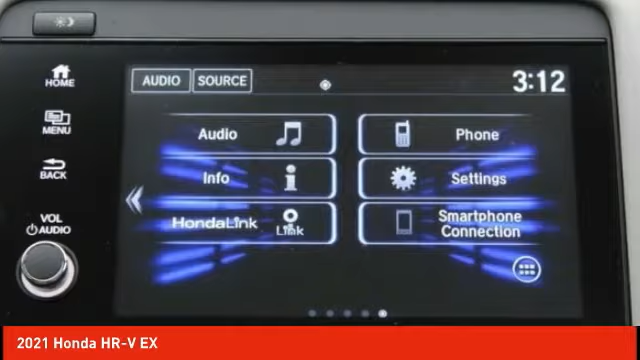 HOME
MENU
BACK
VOL
AUDIO
AUDIO SOURCE
3:12
Audio
Phone
Info
Settings
HondaLink
Link
Smartphone
Connection
2021 Honda HR-V EX